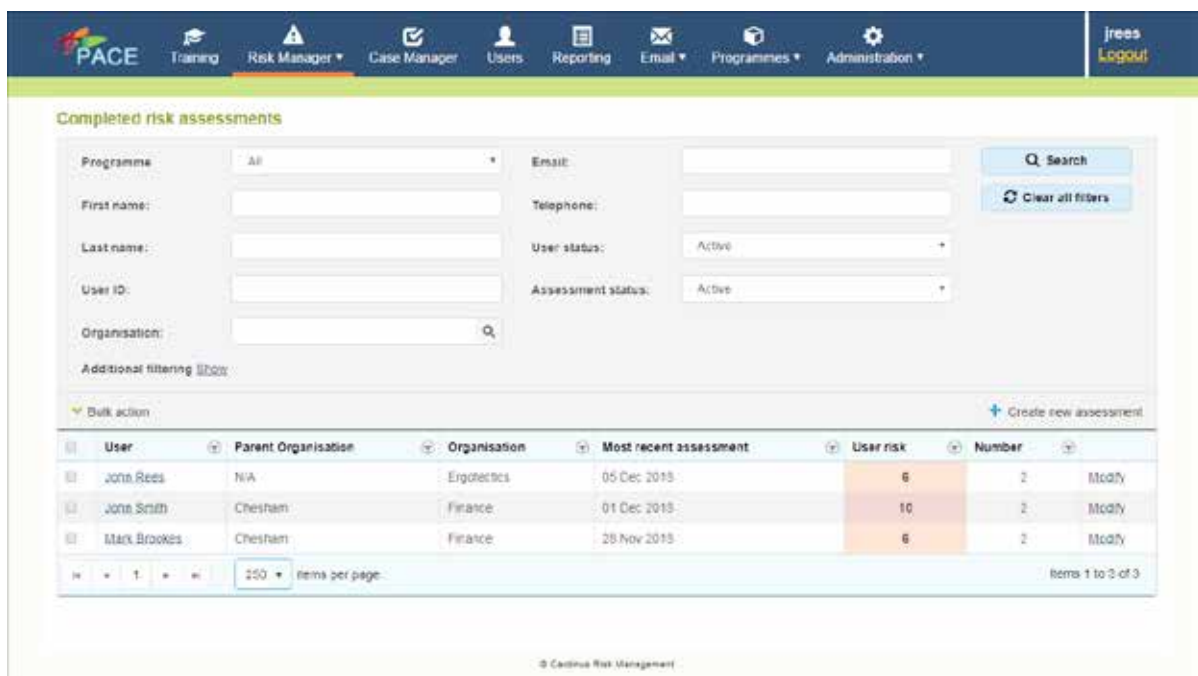 PACE
Training Risk Manager Case Manager Users Reporting Email Programmes Administration
jrees
Logout
Completed risk assessments
Programme All Email: Search
First name: Telephone: Clear all filters
Last name: User status: Active
User ID: Assessment status: Active
Organisation:
Additional filtering Show
Bulk action Create new assessment
User Parent Organisation Organisation Most recent assessment User risk Number
John Rees N/A Ergotectics 05 Dec 2015 6 2 Modify
John Smith Chesham Finance 01 Dec 2015 10 2 Modify
Mark Brookes Chesham Finance 28 Nov 2015 6 2 Modify
1 250 items per page Items 1 to 3 of 3
© Cardinus Risk Management